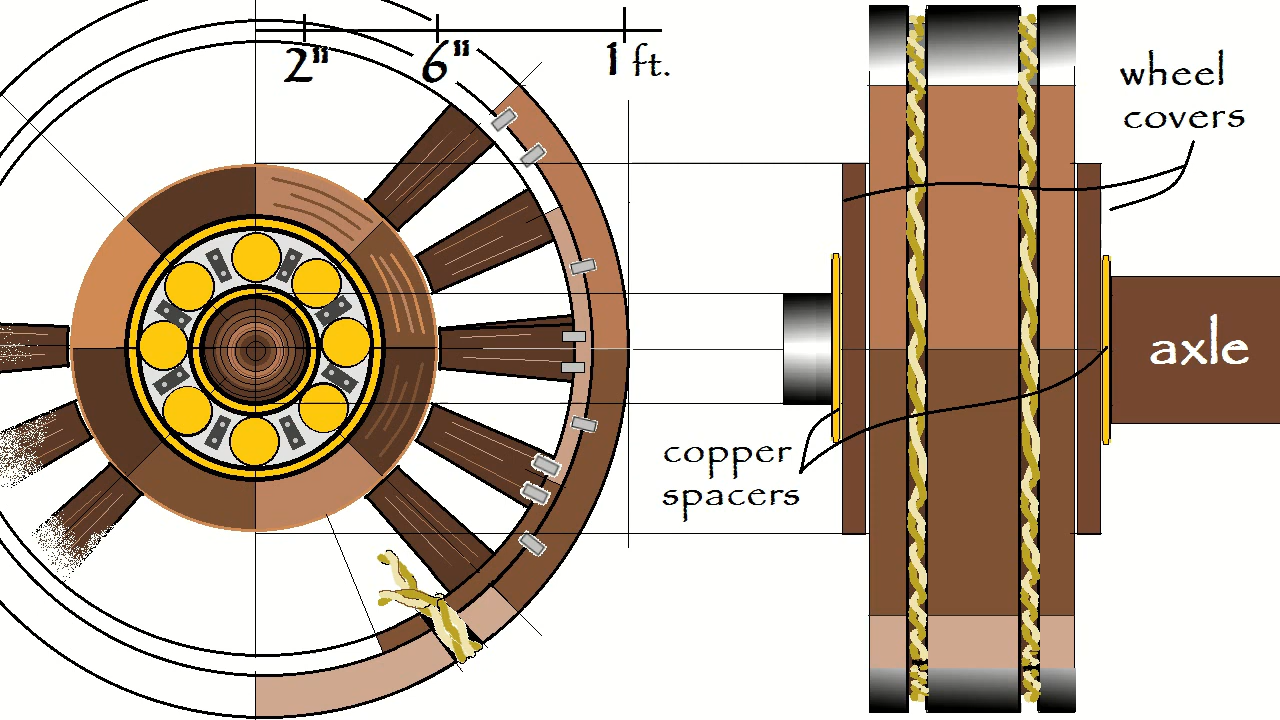 2" 6" 1 ft.
wheel
covers
axle
copper
spacers